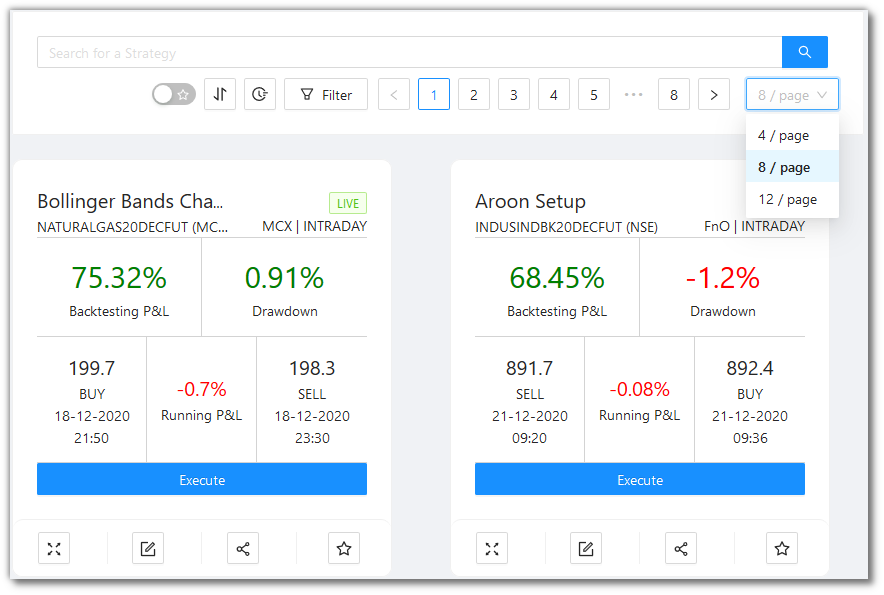 Search for a Strategy
Filter < 1 2 3 4 5 ••• 8 > 8 / page
4 / page
8 / page
12 / page
Bollinger Bands Cha... LIVE
NATURALGAS20DECFUT (MC... MCX | INTRADAY
75.32% 0.91%
Backtesting P&L Drawdown
199.7 198.3
BUY -0.7% SELL
18-12-2020 Running P&L 18-12-2020
21:50 23:30
Execute
Aroon Setup
INDUSINDBK20DECFUT (NSE) FnO | INTRADAY
68.45% -1.2%
Backtesting P&L Drawdown
891.7 892.4
SELL -0.08% BUY
21-12-2020 Running P&L 21-12-2020
09:20 09:36
Execute